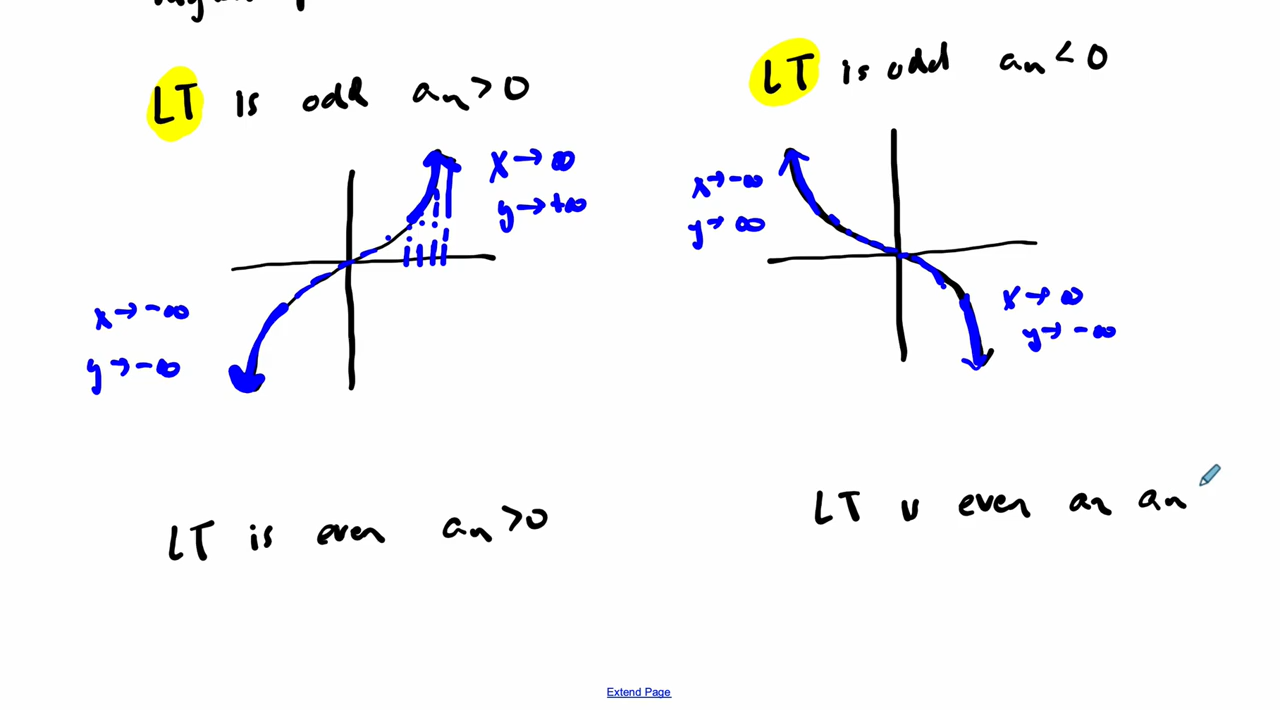 LT is odd an > 0
x → ∞
y → +∞
x → -∞
y → -∞
LT is odd an < 0
x → -∞
y → ∞
x → ∞
y → -∞
LT is even an > 0
LT is even an an
Extend Page